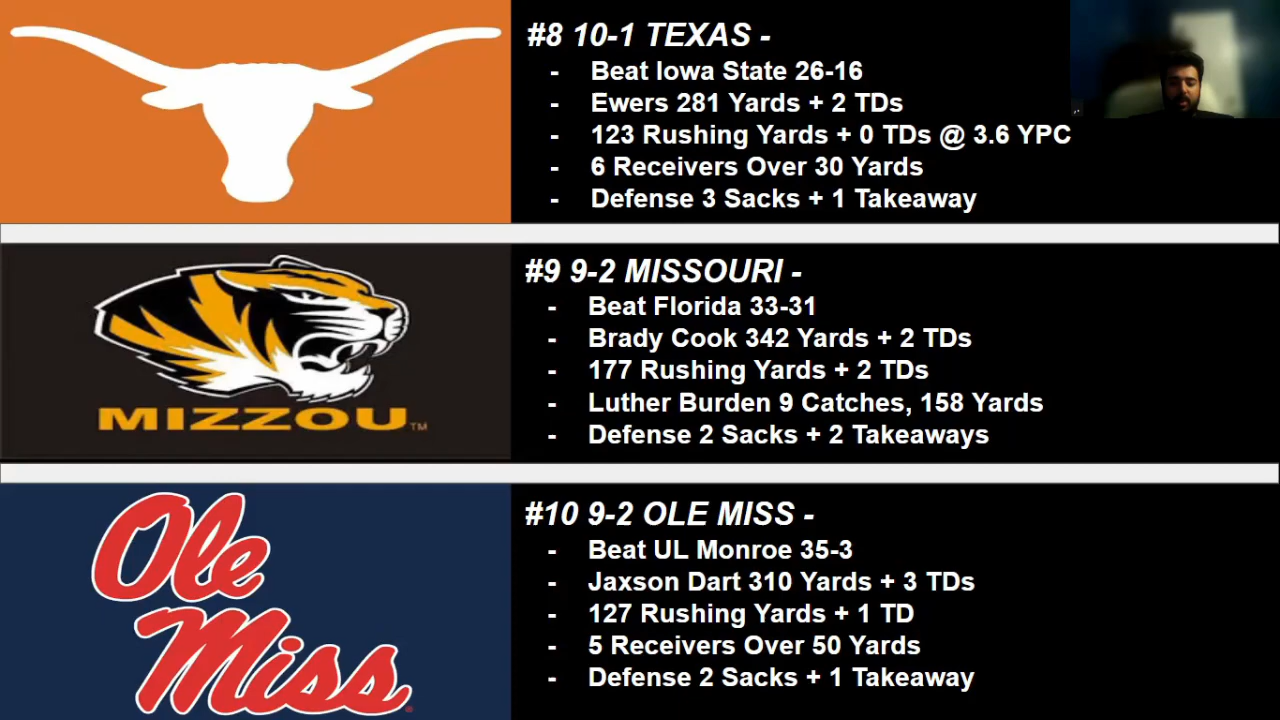 #8 10-1 TEXAS -
- Beat Iowa State 26-16
- Ewers 281 Yards + 2 TDs
- 123 Rushing Yards + 0 TDs @ 3.6 YPC
- 6 Receivers Over 30 Yards
- Defense 3 Sacks + 1 Takeaway
MIZZOU™
#9 9-2 MISSOURI -
- Beat Florida 33-31
- Brady Cook 342 Yards + 2 TDs
- 177 Rushing Yards + 2 TDs
- Luther Burden 9 Catches, 158 Yards
- Defense 2 Sacks + 2 Takeaways
Ole
Miss
#10 9-2 OLE MISS -
- Beat UL Monroe 35-3
- Jaxson Dart 310 Yards + 3 TDs
- 127 Rushing Yards + 1 TD
- 5 Receivers Over 50 Yards
- Defense 2 Sacks + 1 Takeaway